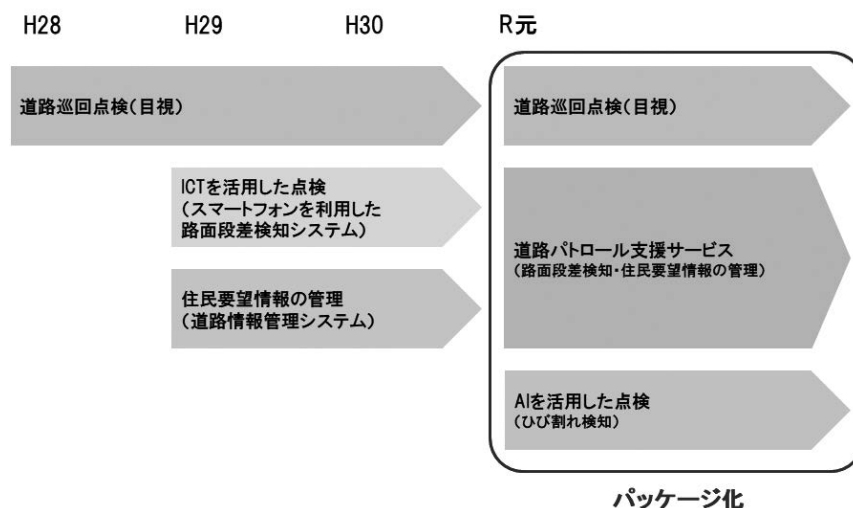 H28 H29 H30 R元
道路巡回点検(目視)
道路巡回点検(目視)
ICTを活用した点検
(スマートフォンを利用した
路面段差検知システム)
住民要望情報の管理
(道路情報管理システム)
道路パトロール支援サービス
(路面段差検知・住民要望情報の管理)
AIを活用した点検
(ひび割れ検知)
パッケージ化